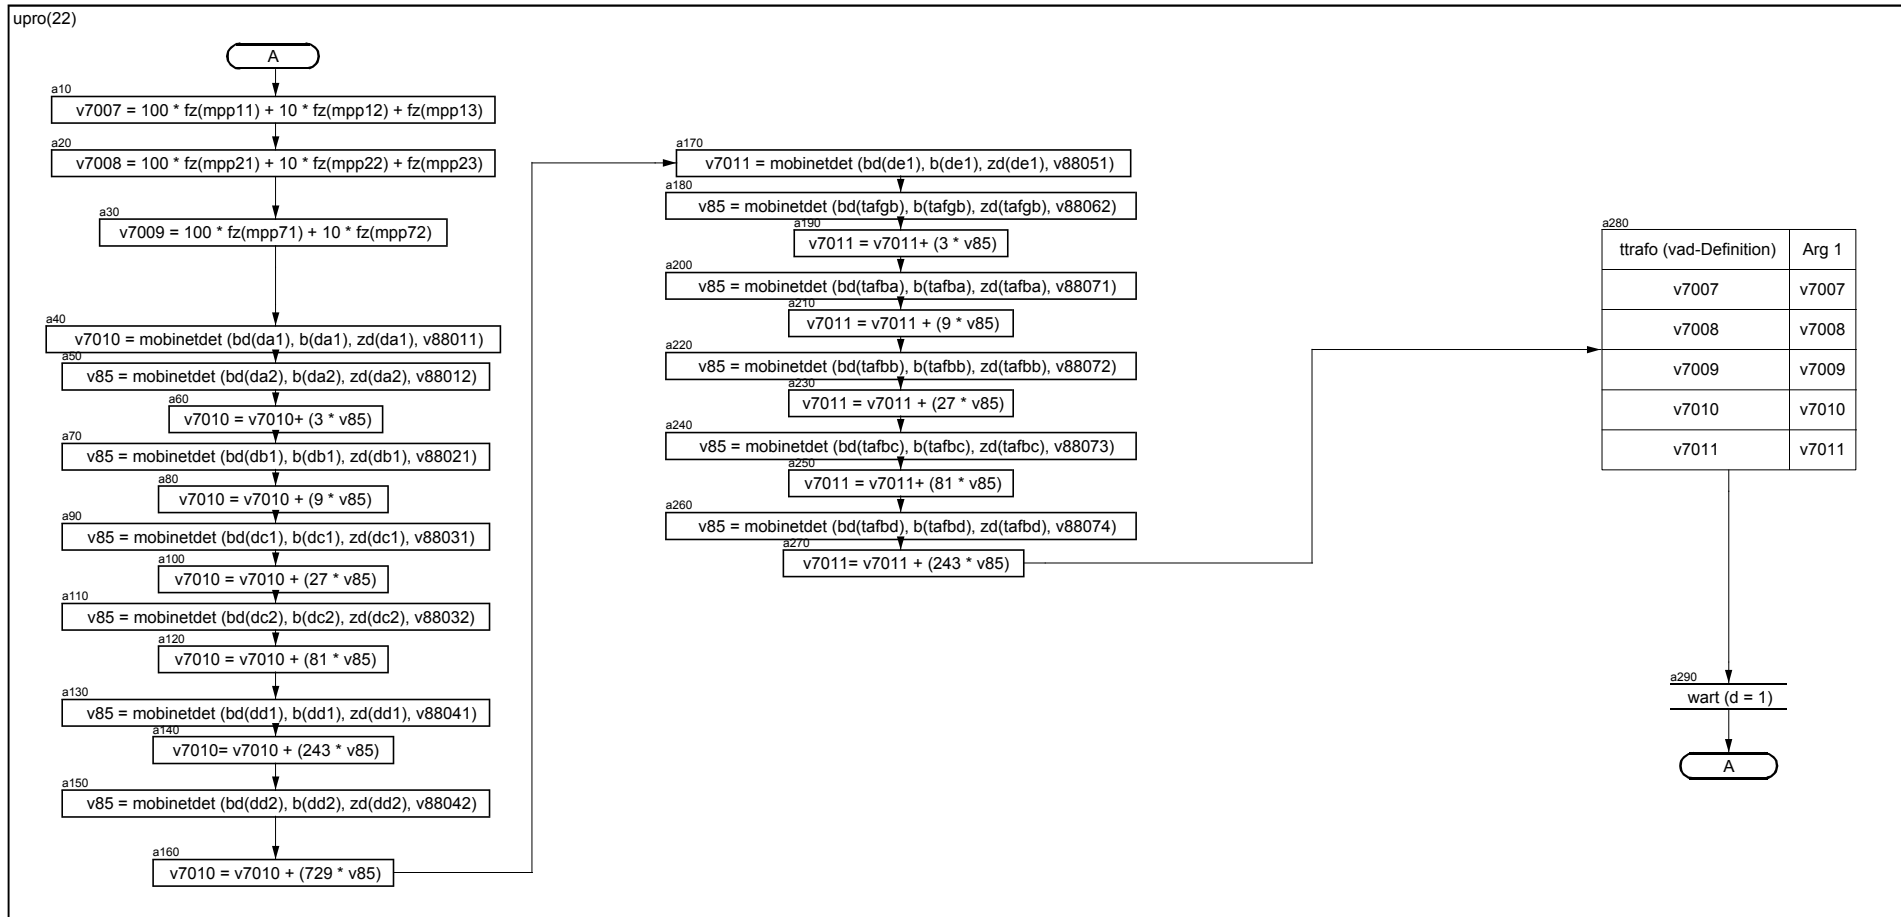 upro(22)
A
a10
v7007 = 100 * fz(mpp11) + 10 * fz(mpp12) + fz(mpp13)
a20
v7008 = 100 * fz(mpp21) + 10 * fz(mpp22) + fz(mpp23)
a30
v7009 = 100 * fz(mpp71) + 10 * fz(mpp72)
a40
v7010 = mobinetdet (bd(da1), b(da1), zd(da1), v88011)
a50
v85 = mobinetdet (bd(da2), b(da2), zd(da2), v88012)
a60
v7010 = v7010+ (3 * v85)
a70
v85 = mobinetdet (bd(db1), b(db1), zd(db1), v88021)
a80
v7010 = v7010 + (9 * v85)
a90
v85 = mobinetdet (bd(dc1), b(dc1), zd(dc1), v88031)
a100
v7010 = v7010 + (27 * v85)
a110
v85 = mobinetdet (bd(dc2), b(dc2), zd(dc2), v88032)
a120
v7010 = v7010 + (81 * v85)
a130
v85 = mobinetdet (bd(dd1), b(dd1), zd(dd1), v88041)
a140
v7010= v7010 + (243 * v85)
a150
v85 = mobinetdet (bd(dd2), b(dd2), zd(dd2), v88042)
a160
v7010 = v7010 + (729 * v85)
a170
v7011 = mobinetdet (bd(de1), b(de1), zd(de1), v88051)
a180
v85 = mobinetdet (bd(tafgb), b(tafgb), zd(tafgb), v88062)
a190
v7011 = v7011+ (3 * v85)
a200
v85 = mobinetdet (bd(tafba), b(tafba), zd(tafba), v88071)
a210
v7011 = v7011 + (9 * v85)
a220
v85 = mobinetdet (bd(tafbb), b(tafbb), zd(tafbb), v88072)
a230
v7011 = v7011 + (27 * v85)
a240
v85 = mobinetdet (bd(tafbc), b(tafbc), zd(tafbc), v88073)
a250
v7011 = v7011+ (81 * v85)
a260
v85 = mobinetdet (bd(tafbd), b(tafbd), zd(tafbd), v88074)
a270
v7011= v7011 + (243 * v85)
a280
ttrafo (vad-Definition) Arg 1
v7007 v7007
v7008 v7008
v7009 v7009
v7010 v7010
v7011 v7011
a290
wart (d = 1)
A